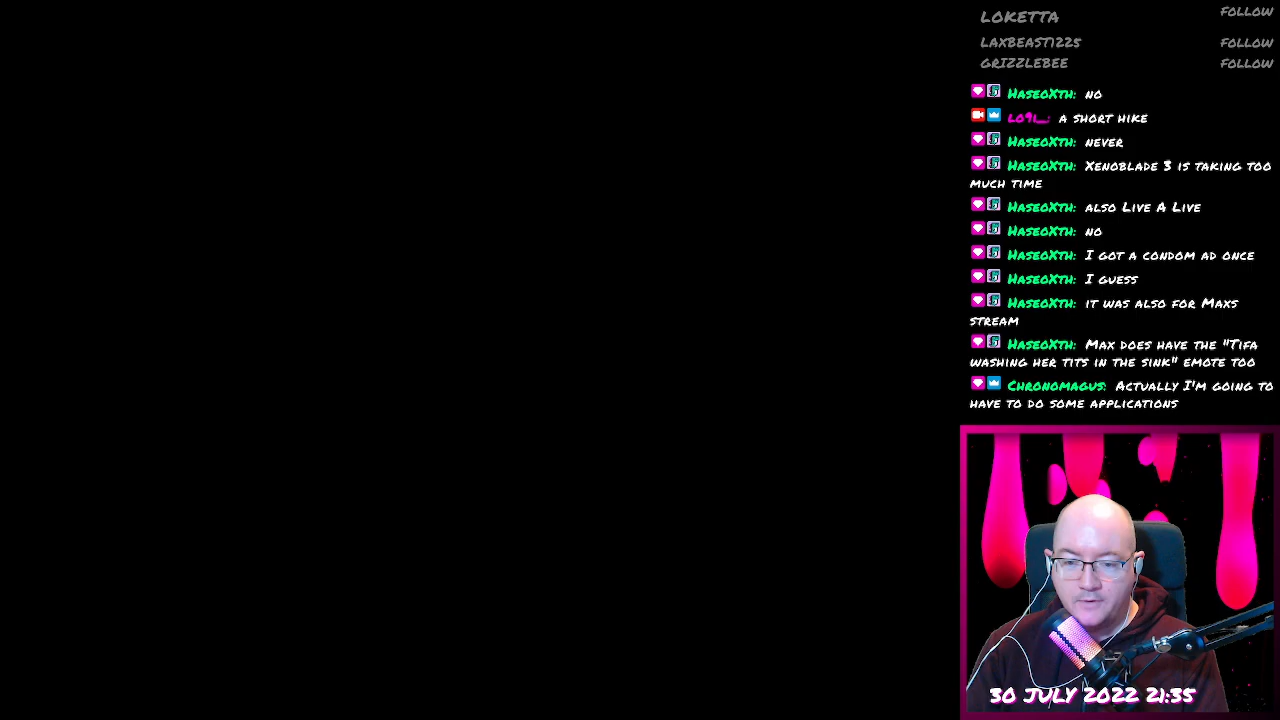 LOKETTA FOLLOW
LAXBEAST1225 FOLLOW
GRIZZLEBEE FOLLOW
HaseoXth: no
lo9i_: a short hike
HaseoXth: never
HaseoXth: Xenoblade 3 is taking too
much time
HaseoXth: also Live A Live
HaseoXth: no
HaseoXth: I got a condom ad once
HaseoXth: I guess
HaseoXth: it was also for Maxs
stream
HaseoXth: Max does have the "Tifa
washing her tits in the sink" emote too
Chronomagus: Actually I'm going to
have to do some applications
30 JULY 2022 21:35